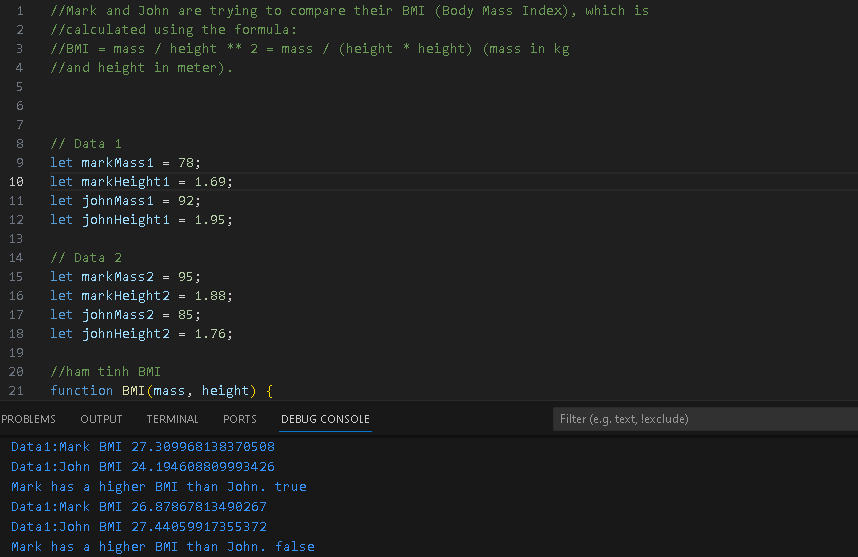 1 //Mark and John are trying to compare their BMI (Body Mass Index), which is
2 //calculated using the formula:
3 //BMI = mass / height ** 2 = mass / (height * height) (mass in kg
4 //and height in meter).
5
6
7
8 // Data 1
9 let markMass1 = 78;
10 let markHeight1 = 1.69;
11 let johnMass1 = 92;
12 let johnHeight1 = 1.95;
13
14 // Data 2
15 let markMass2 = 95;
16 let markHeight2 = 1.88;
17 let johnMass2 = 85;
18 let johnHeight2 = 1.76;
19
20 //ham tinh BMI
21 function BMI(mass, height) {
PROBLEMS OUTPUT TERMINAL PORTS DEBUG CONSOLE Filter (e.g. text, !exclude)
Data1:Mark BMI 27.309968138370508
Data1:John BMI 24.194608809993426
Mark has a higher BMI than John. true
Data1:Mark BMI 26.87867813490267
Data1:John BMI 27.44059917355372
Mark has a higher BMI than John. false